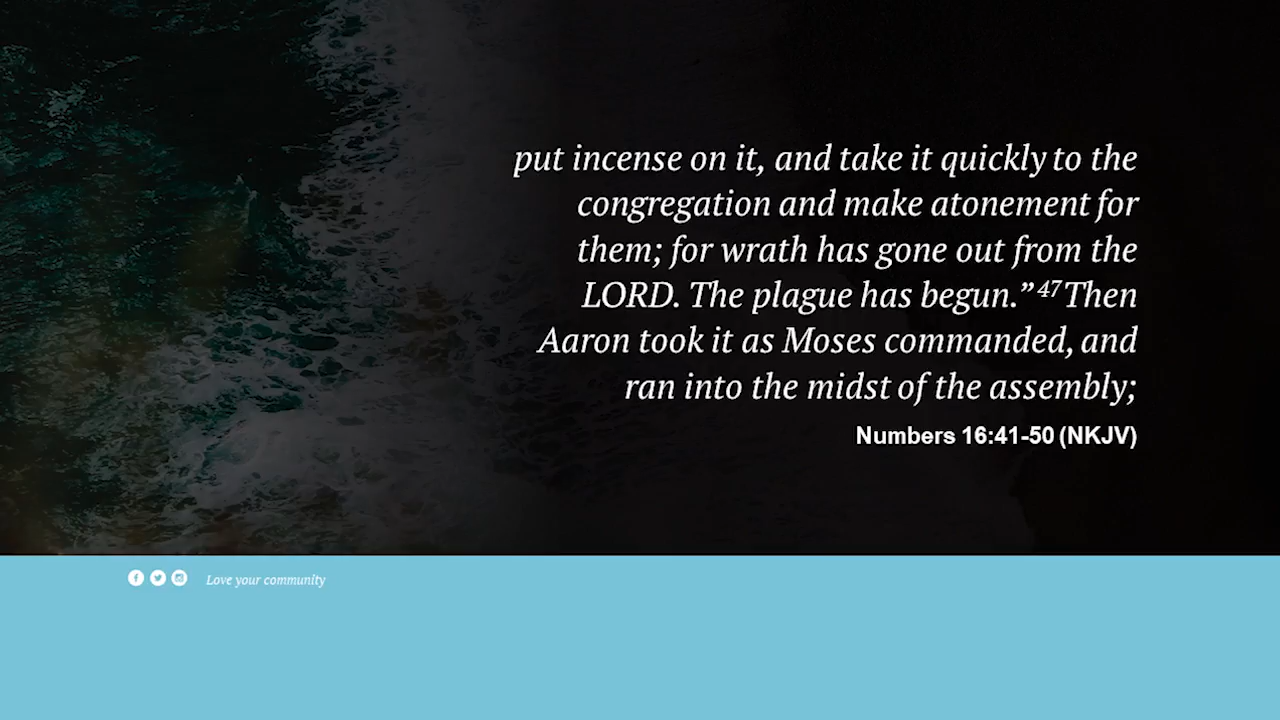 put incense on it, and take it quickly to the
congregation and make atonement for
them; for wrath has gone out from the
LORD. The plague has begun.” 47 Then
Aaron took it as Moses commanded, and
ran into the midst of the assembly;
Numbers 16:41-50 (NKJV)
Love your community